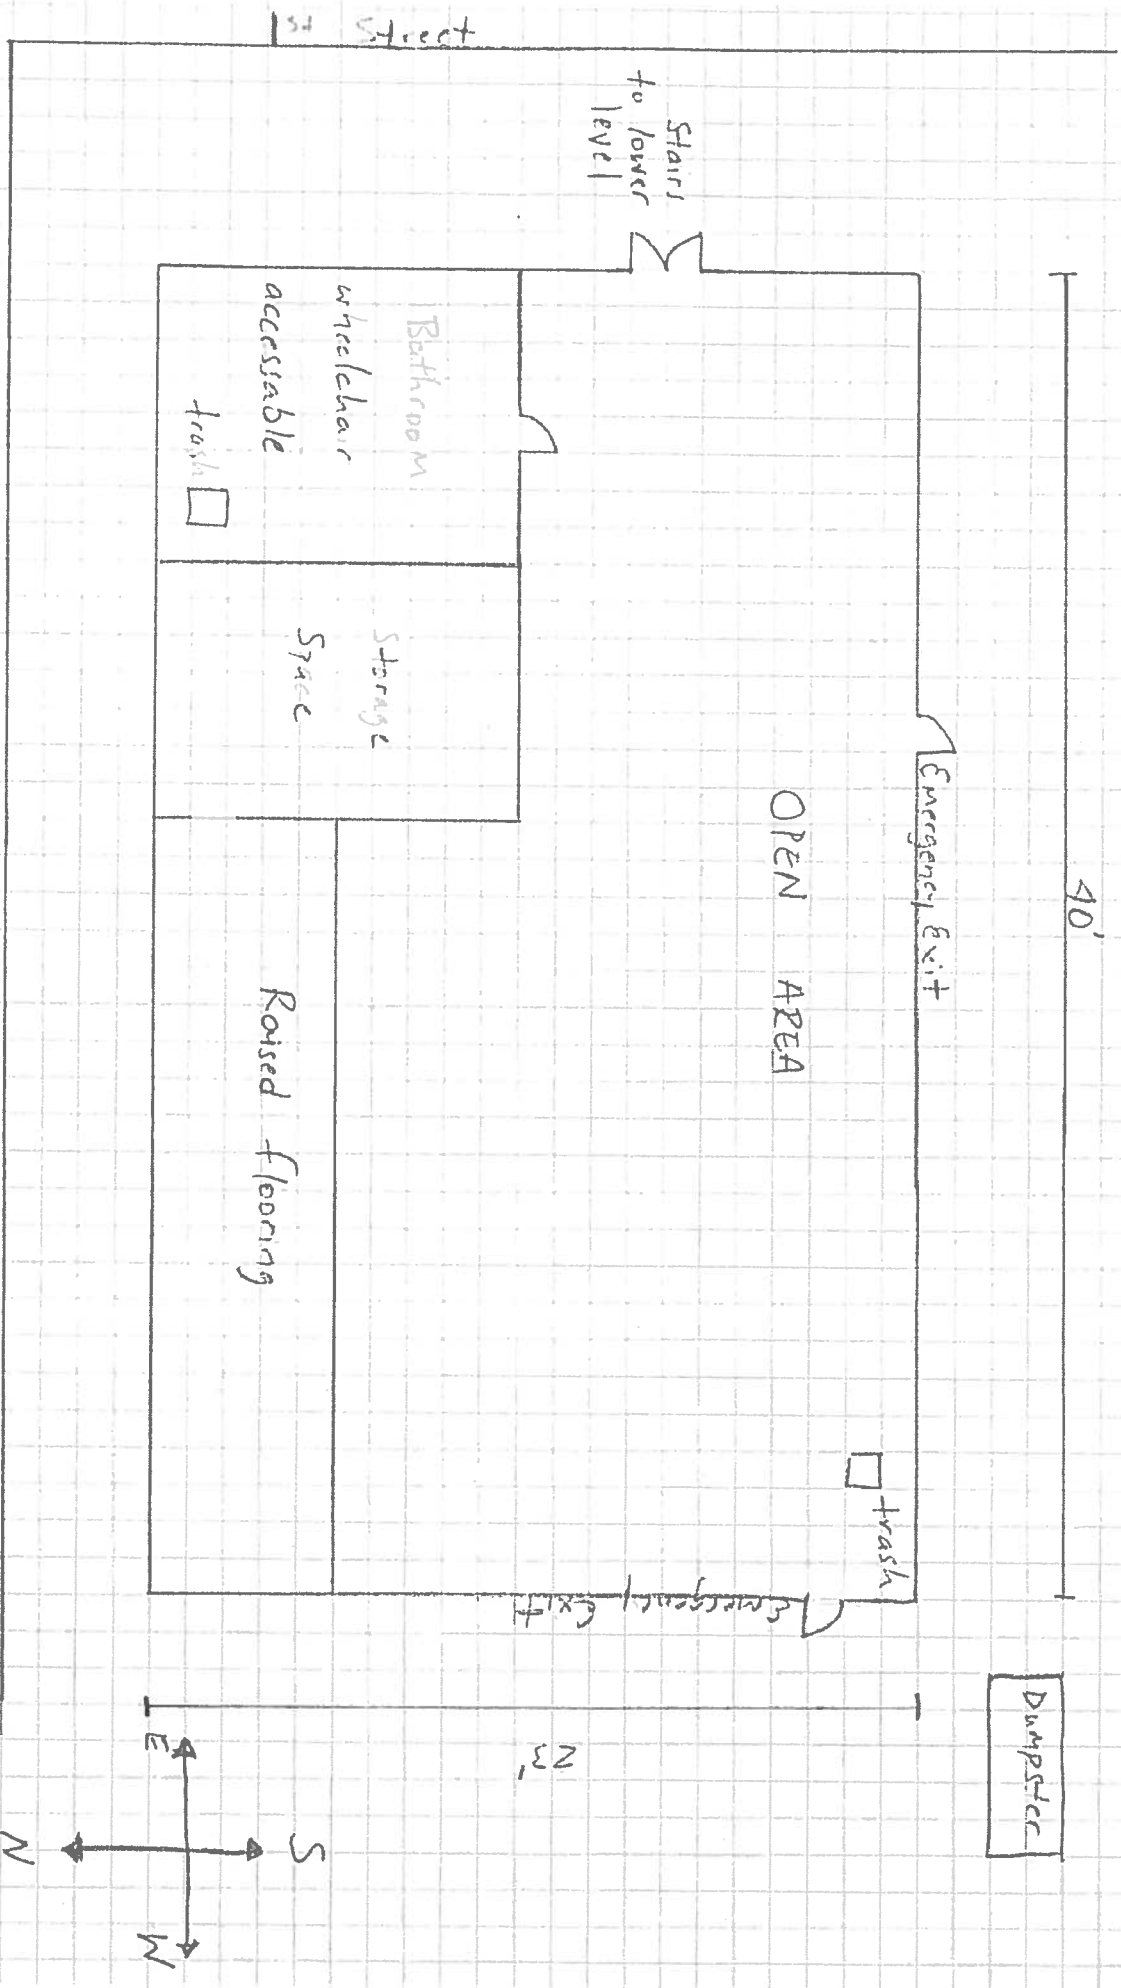 1st Street
Stairs
to lower
level
Bathroom
wheelchair
accessable
trash
Storage
Space
Emergency Exit
OPEN AREA
40'
Raised flooring
trash
Emergency Exit
23'
Dumpster
E
S
N
W